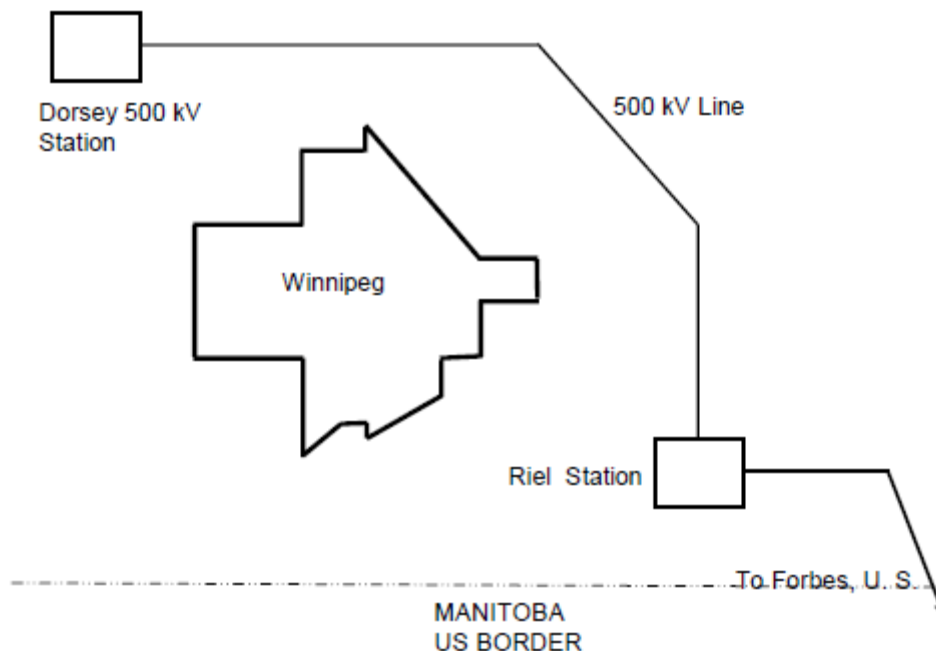 Dorsey 500 kV
Station
500 kV Line
Winnipeg
Riel Station
To Forbes, U. S.
MANITOBA
US BORDER